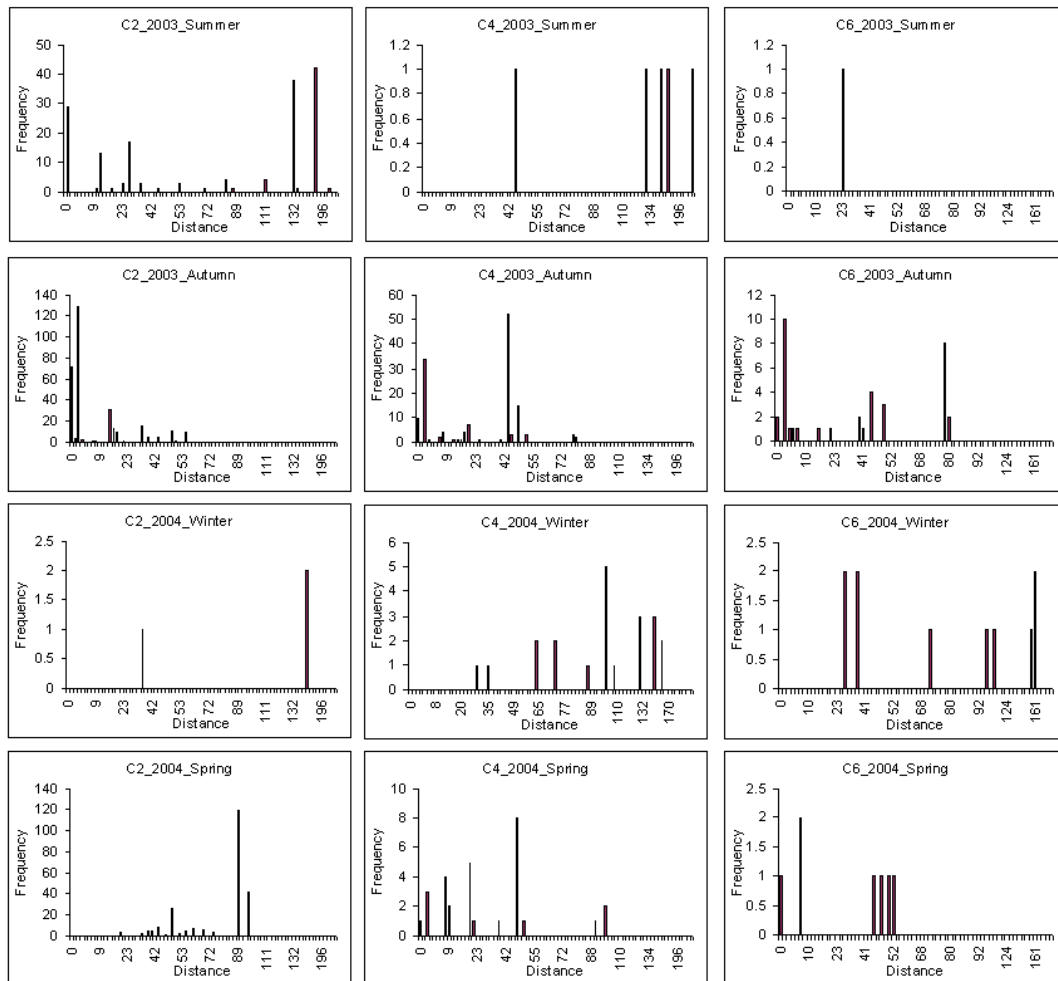 C2_2003_Summer
Frequency
50
40
30
20
10
0
0 9 23 42 53 72 89 111 132 196
Distance
C4_2003_Summer
Frequency
1.2
1
0.8
0.6
0.4
0.2
0
0 9 23 42 55 72 88 110 134 196
Distance
C6_2003_Summer
Frequency
1.2
1
0.8
0.6
0.4
0.2
0
0 10 23 41 52 68 80 92 124 161
Distance
C2_2003_Autumn
Frequency
140
120
100
80
60
40
20
0
0 9 23 42 53 72 89 111 132 196
Distance
C4_2003_Autumn
Frequency
60
50
40
30
20
10
0
0 9 23 42 55 72 88 110 134 196
Distance
C6_2003_Autumn
Frequency
12
10
8
6
4
2
0
0 10 23 41 52 68 80 92 124 161
Distance
C2_2004_Winter
Frequency
2.5
2
1.5
1
0.5
0
0 9 23 42 53 72 89 111 132 196
Distance
C4_2004_Winter
Frequency
6
5
4
3
2
1
0
0 8 20 35 49 65 77 89 110 132 170
Distance
C6_2004_Winter
Frequency
2.5
2
1.5
1
0.5
0
0 10 23 41 52 68 80 92 124 161
Distance
C2_2004_Spring
Frequency
140
120
100
80
60
40
20
0
0 9 23 42 53 72 89 111 132 196
Distance
C4_2004_Spring
Frequency
10
8
6
4
2
0
0 9 23 42 55 72 88 110 134 196
Distance
C6_2004_Spring
Frequency
2.5
2
1.5
1
0.5
0
0 10 23 41 52 68 80 92 124 161
Distance